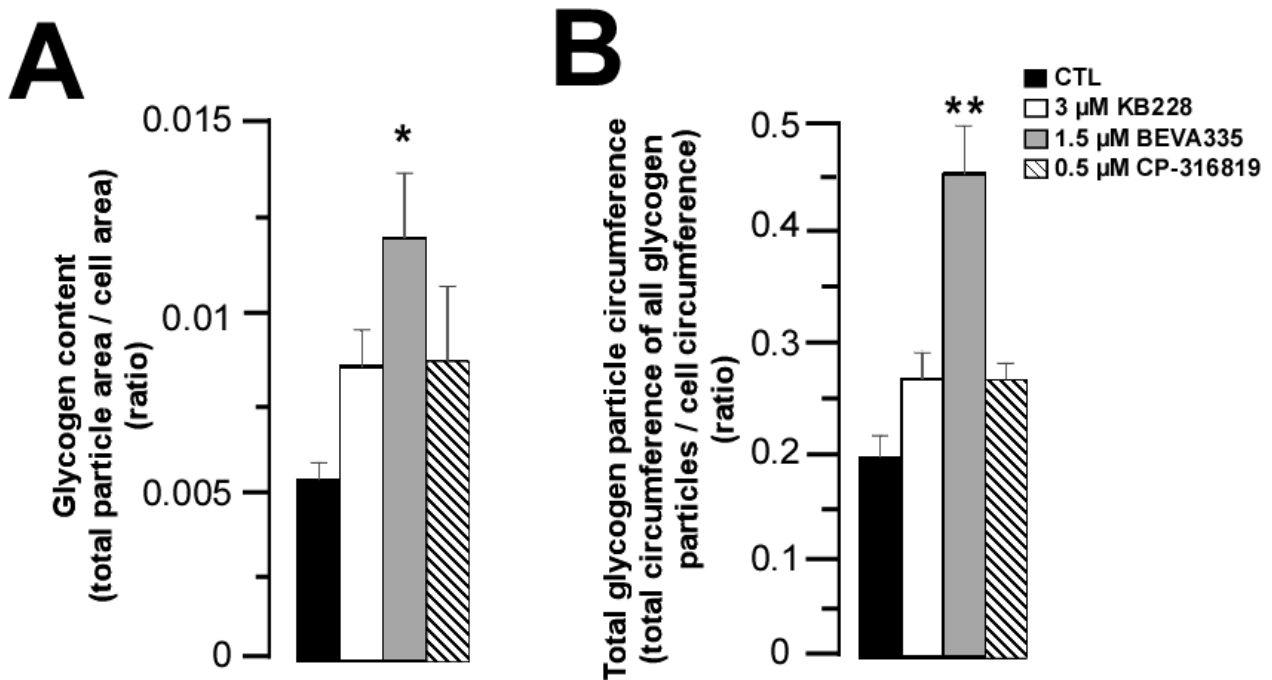 A
0.015
0.01
0.005
0
Glycogen content
(total particle area / cell area)
(ratio)
*
B
0.5
0.4
0.3
0.2
0.1
0
Total glycogen particle circumference
(total circumference of all glycogen
particles / cell circumference)
(ratio)
**
CTL
3 µM KB228
1.5 µM BEVA335
0.5 µM CP-316819